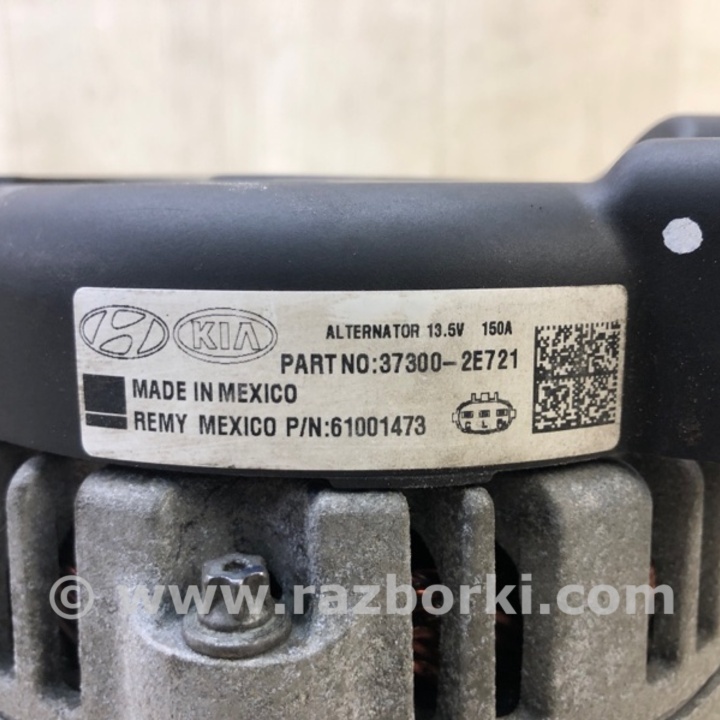 KIA
ALTERNATOR 13.5V 150A
PART NO:37300-2E721
MADE IN MEXICO
REMY MEXICO P/N:61001473
C L
© www.razborki.com